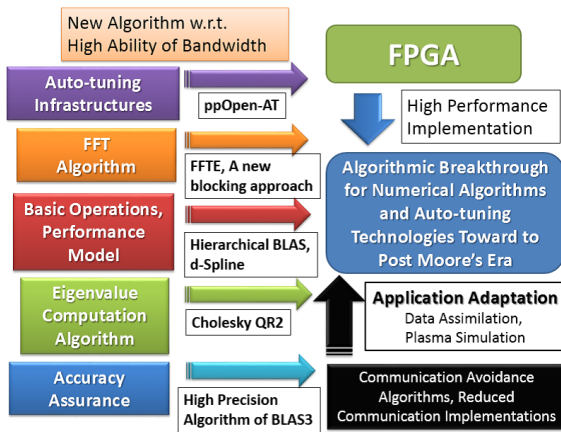 New Algorithm w.r.t.
High Ability of Bandwidth
FPGA
Auto-tuning
Infrastructures
ppOpen-AT
High Performance
Implementation
FFT
Algorithm
FFTE, A new
blocking approach
Algorithmic Breakthrough
for Numerical Algorithms
and Auto-tuning
Technologies Toward to
Post Moore's Era
Basic Operations,
Performance
Model
Hierarchical BLAS,
d-Spline
Eigenvalue
Computation
Algorithm
Cholesky QR2
Application Adaptation
Data Assimilation,
Plasma Simulation
Accuracy
Assurance
High Precision
Algorithm of BLAS3
Communication Avoidance
Algorithms, Reduced
Communication Implementations